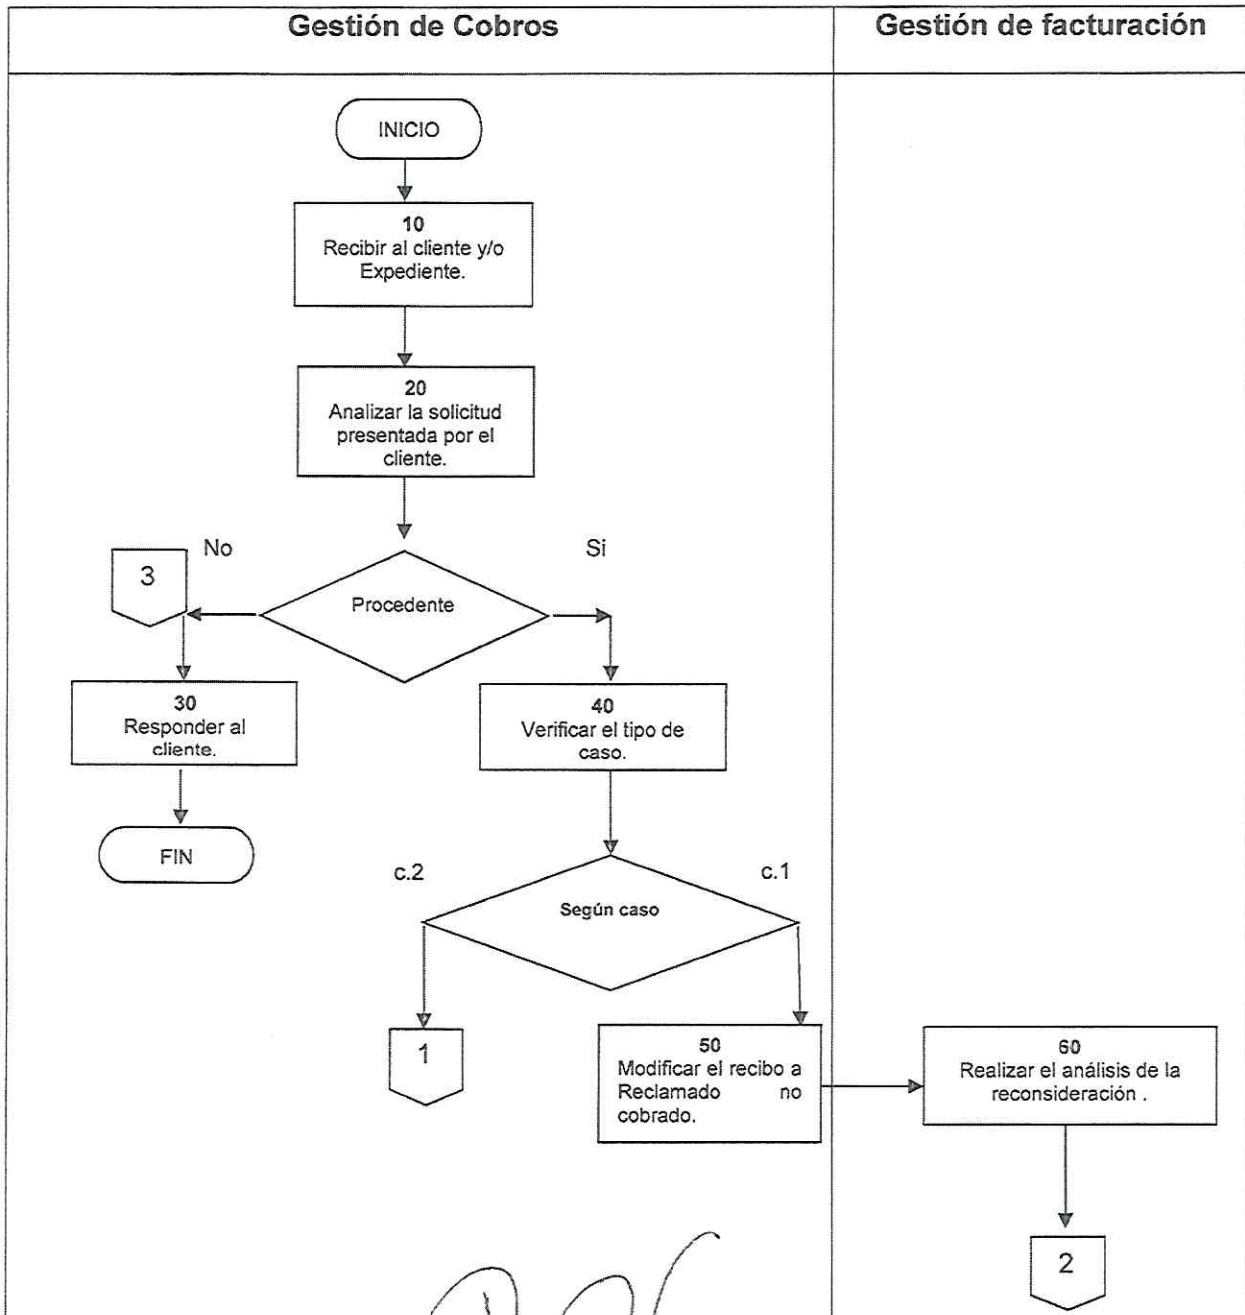 Gestión de Cobros
Gestión de facturación
INICIO
10
Recibir al cliente y/o
Expediente.
20
Analizar la solicitud
presentada por el
cliente.
No
Si
3
Procedente
30
Responder al
cliente.
40
Verificar el tipo de
caso.
FIN
c.2
c.1
Según caso
1
50
Modificar el recibo a
Reclamado no
cobrado.
60
Realizar el análisis de la
reconsideración .
2